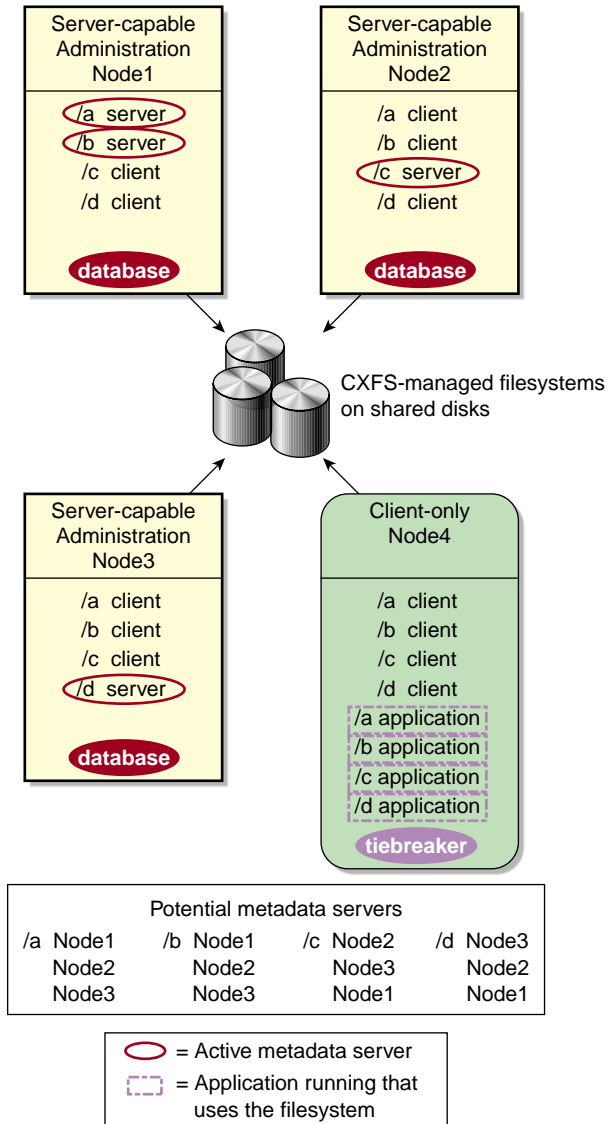 Server-capable
Administration
Node1
/a server
/b server
/c client
/d client
database
Server-capable
Administration
Node2
/a client
/b client
/c server
/d client
database
CXFS-managed filesystems
on shared disks
Server-capable
Administration
Node3
/a client
/b client
/c client
/d server
database
Client-only
Node4
/a client
/b client
/c client
/d client
/a application
/b application
/c application
/d application
tiebreaker
Potential metadata servers
/a Node1 /b Node1 /c Node2 /d Node3
Node2 Node2 Node3 Node2
Node3 Node3 Node1 Node1
= Active metadata server
= Application running that
uses the filesystem